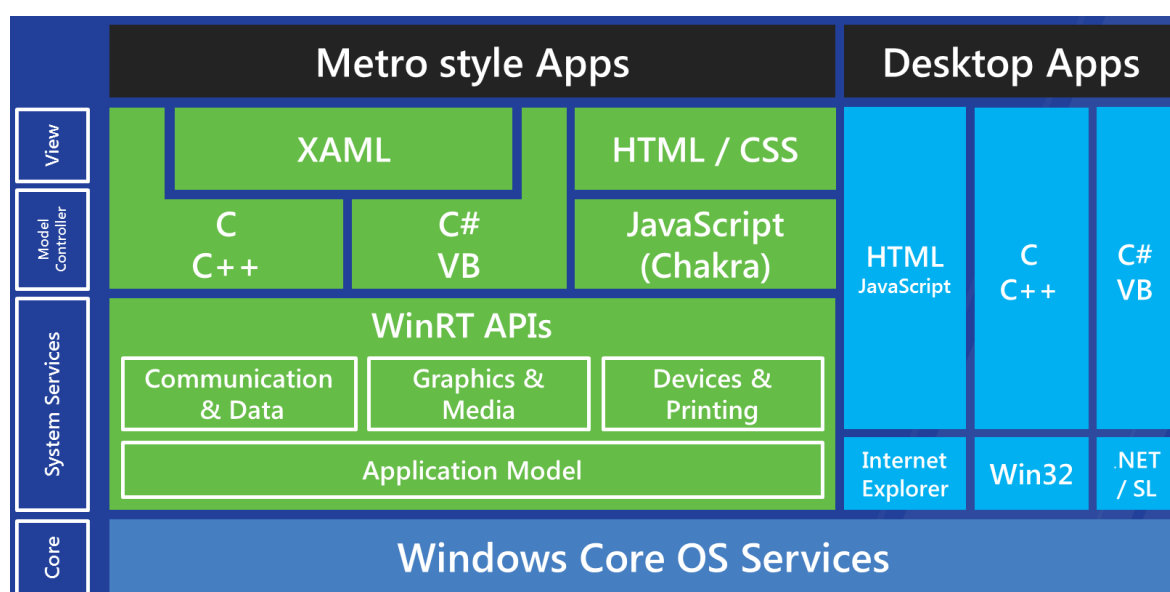 Metro style Apps
Desktop Apps
View
XAML
HTML / CSS
Model
Controller
C
C++
C#
VB
JavaScript
(Chakra)
HTML
JavaScript
C
C++
C#
VB
System Services
WinRT APIs
Communication
& Data
Graphics &
Media
Devices &
Printing
Application Model
Internet
Explorer
Win32
.NET
/ SL
Core
Windows Core OS Services